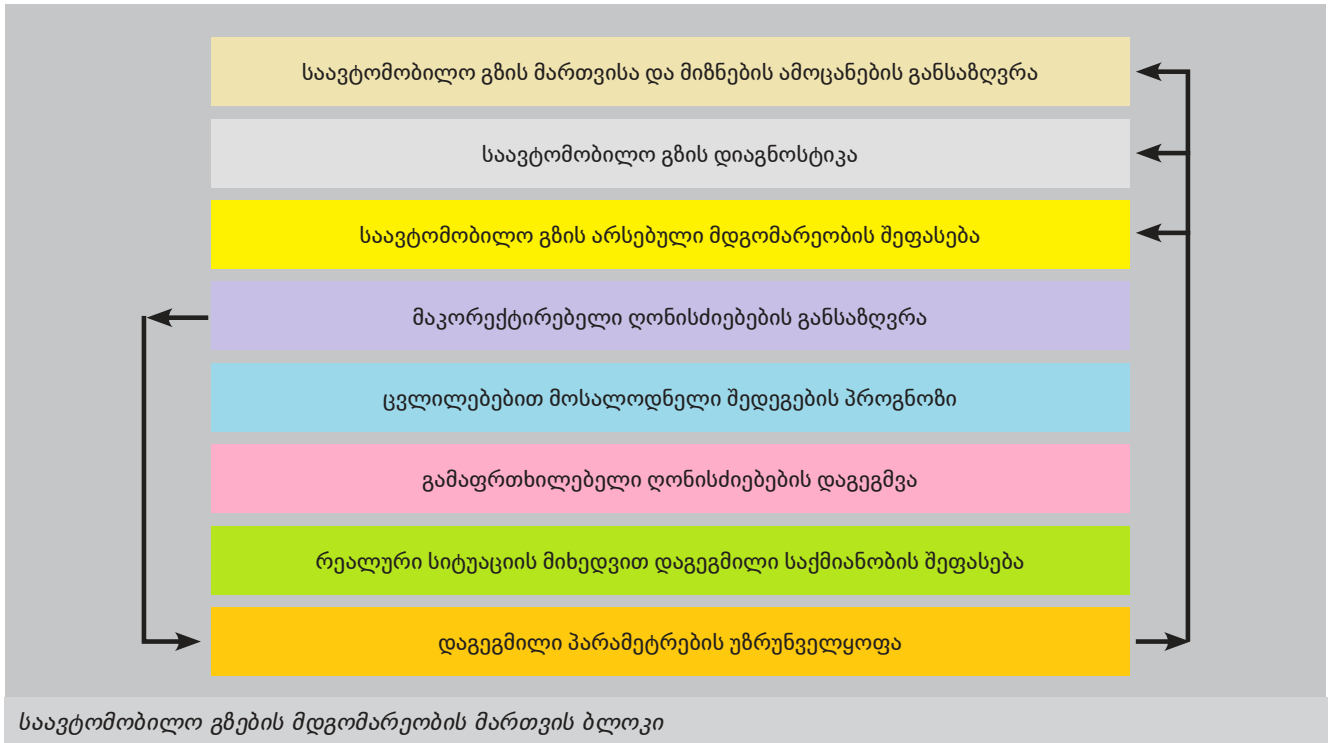 საავტომობილო გზის მართვისა და მიზნების ამოცანების განსაზღვრა
საავტომობილო გზის დიაგნოსტიკა
საავტომობილო გზის არსებული მდგომარეობის შეფასება
მაკორექტირებელი ღონისძიებების განსაზღვრა
ცვლილებებით მოსალოდნელი შედეგების პროგნოზი
გამაფრთხილებელი ღონისძიებების დაგეგმვა
რეალური სიტუაციის მიხედვით დაგეგმილი საქმიანობის შეფასება
დაგეგმილი პარამეტრების უზრუნველყოფა
საავტომობილო გზების მდგომარეობის მართვის ბლოკი